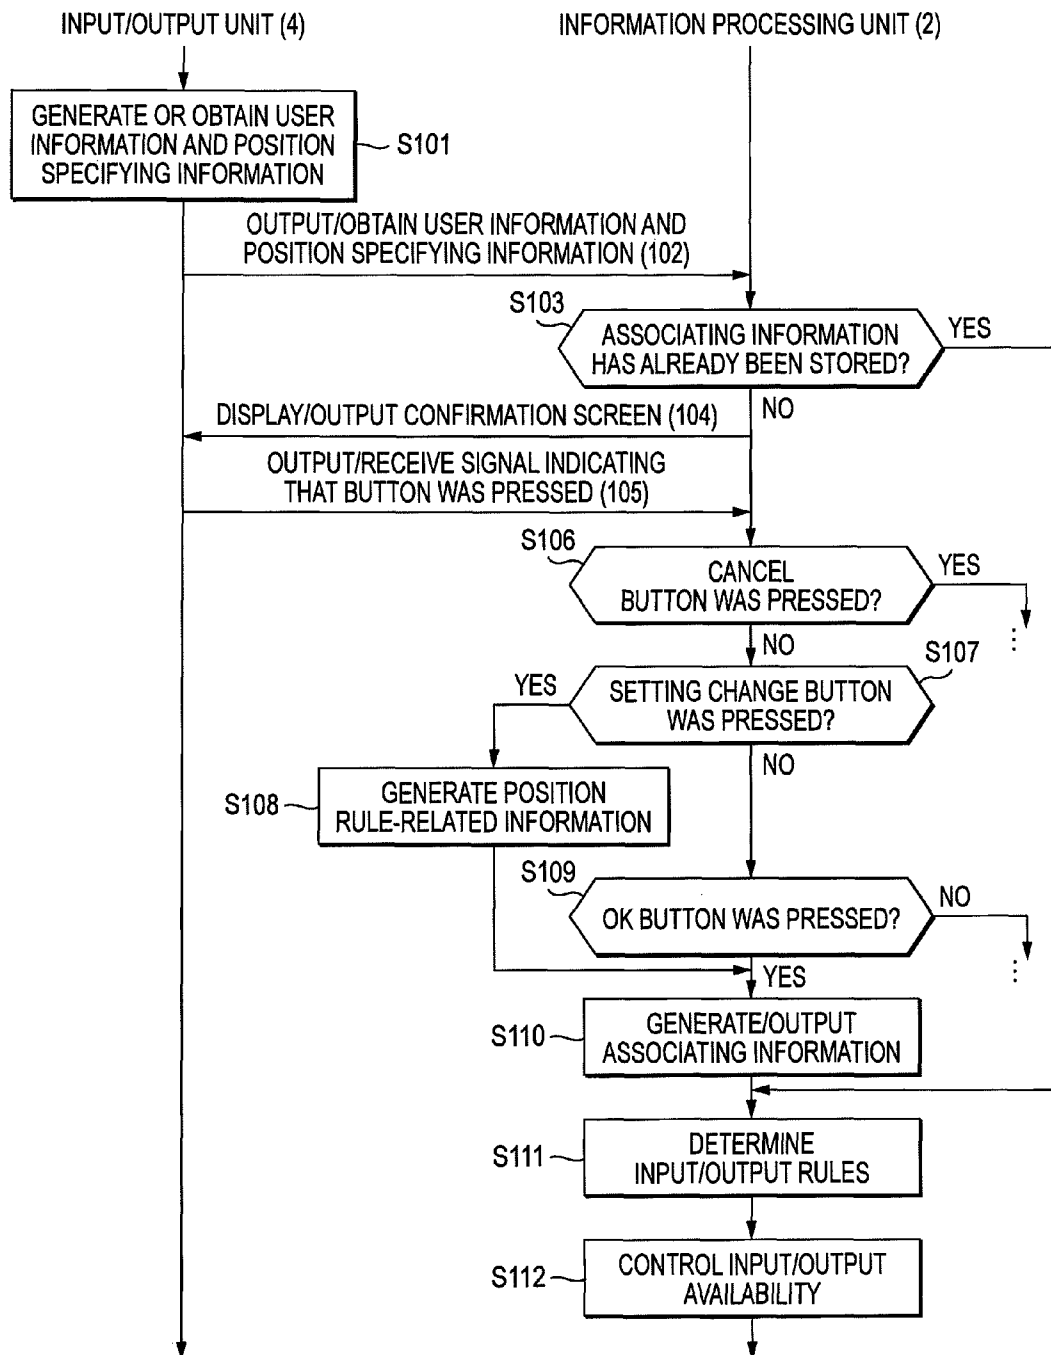 INPUT/OUTPUT UNIT (4)
INFORMATION PROCESSING UNIT (2)
GENERATE OR OBTAIN USER
INFORMATION AND POSITION
SPECIFYING INFORMATION
S101
OUTPUT/OBTAIN USER INFORMATION AND
POSITION SPECIFYING INFORMATION (102)
S103
ASSOCIATING INFORMATION
HAS ALREADY BEEN STORED?
YES
NO
DISPLAY/OUTPUT CONFIRMATION SCREEN (104)
OUTPUT/RECEIVE SIGNAL INDICATING
THAT BUTTON WAS PRESSED (105)
S106
CANCEL
BUTTON WAS PRESSED?
YES
⋮
NO
S107
YES
SETTING CHANGE BUTTON
WAS PRESSED?
NO
S108
GENERATE POSITION
RULE-RELATED INFORMATION
S109
OK BUTTON WAS PRESSED?
NO
⋮
YES
S110
GENERATE/OUTPUT
ASSOCIATING INFORMATION
S111
DETERMINE
INPUT/OUTPUT RULES
S112
CONTROL INPUT/OUTPUT
AVAILABILITY